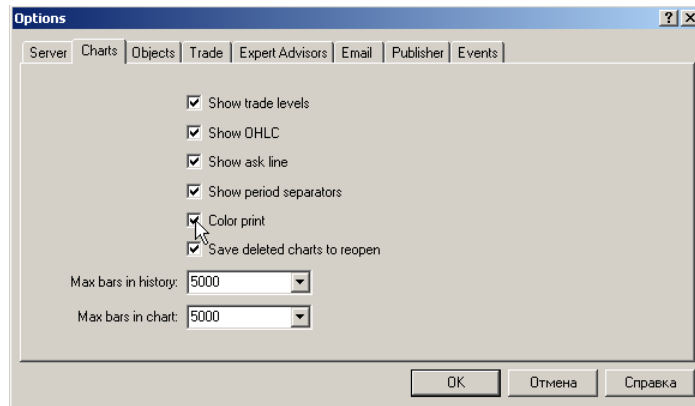 Options
Server Charts Objects Trade Expert Advisors Email Publisher Events
Show trade levels
Show OHLC
Show ask line
Show period separators
Color print
Save deleted charts to reopen
Max bars in history: 5000
Max bars in chart: 5000
OK Отмена Справка